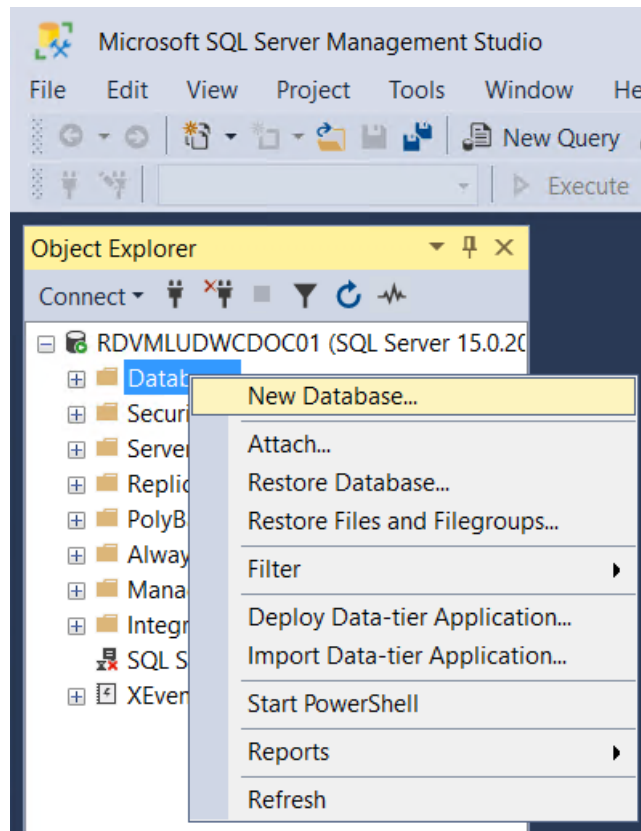 Microsoft SQL Server Management Studio
File Edit View Project Tools Window He
New Query
Execute
Object Explorer
Connect
RDVMLUDWCDOC01 (SQL Server 15.0.20
Datab
New Database...
Securi
Attach...
Server
Restore Database...
Replic
Restore Files and Filegroups...
PolyB
Alway
Filter
Mana
Deploy Data-tier Application...
Integr
Import Data-tier Application...
SQL S
Start PowerShell
XEven
Reports
Refresh